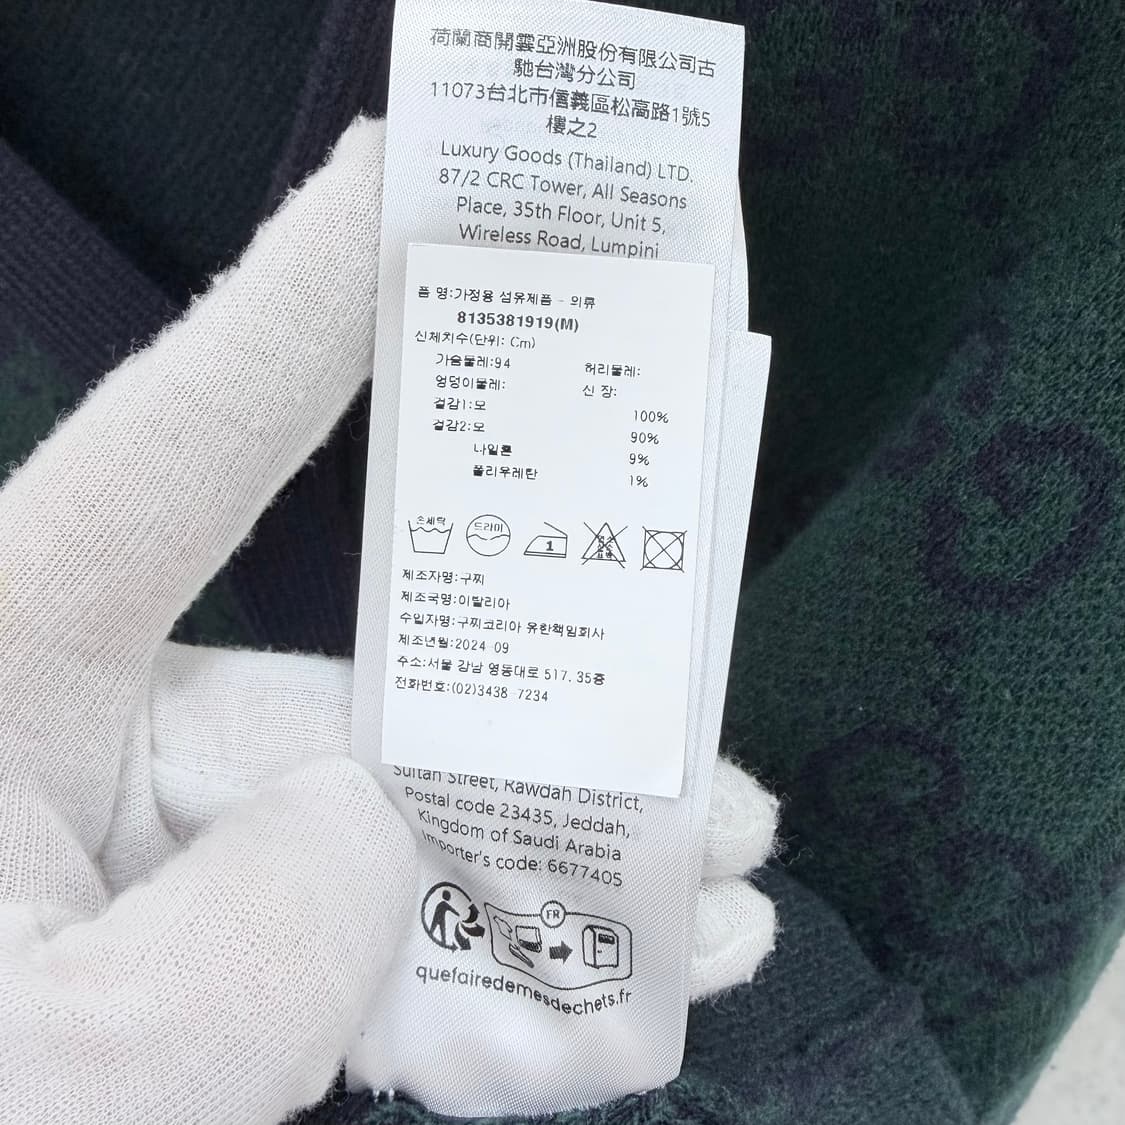 荷蘭商開雲亞洲股份有限公司古
馳台灣分公司
11073台北市信義區松高路1號5
樓之2
Luxury Goods (Thailand) LTD.
87/2 CRC Tower, All Seasons
Place, 35th Floor, Unit 5,
Wireless Road, Lumpini
품 명:가정용 섬유제품 - 의류
8135381919(M)
신체치수(단위: Cm)
가슴둘레:94 허리둘레:
엉덩이둘레: 신 장:
겉감1:모 100%
겉감2:모 90%
나일론 9%
폴리우레탄 1%
손세탁 드라이 1
제조자명:구찌
제조국명:이탈리아
수입자명:구찌코리아 유한책임회사
제조년월:2024-09
주소:서울 강남 영동대로 517, 35층
전화번호:(02)3438-7234
Sultan Street, Rawdah District,
Postal code 23435, Jeddah,
Kingdom of Saudi Arabia
Importer's code: 6677405
FR
quefairedemesdechets.fr